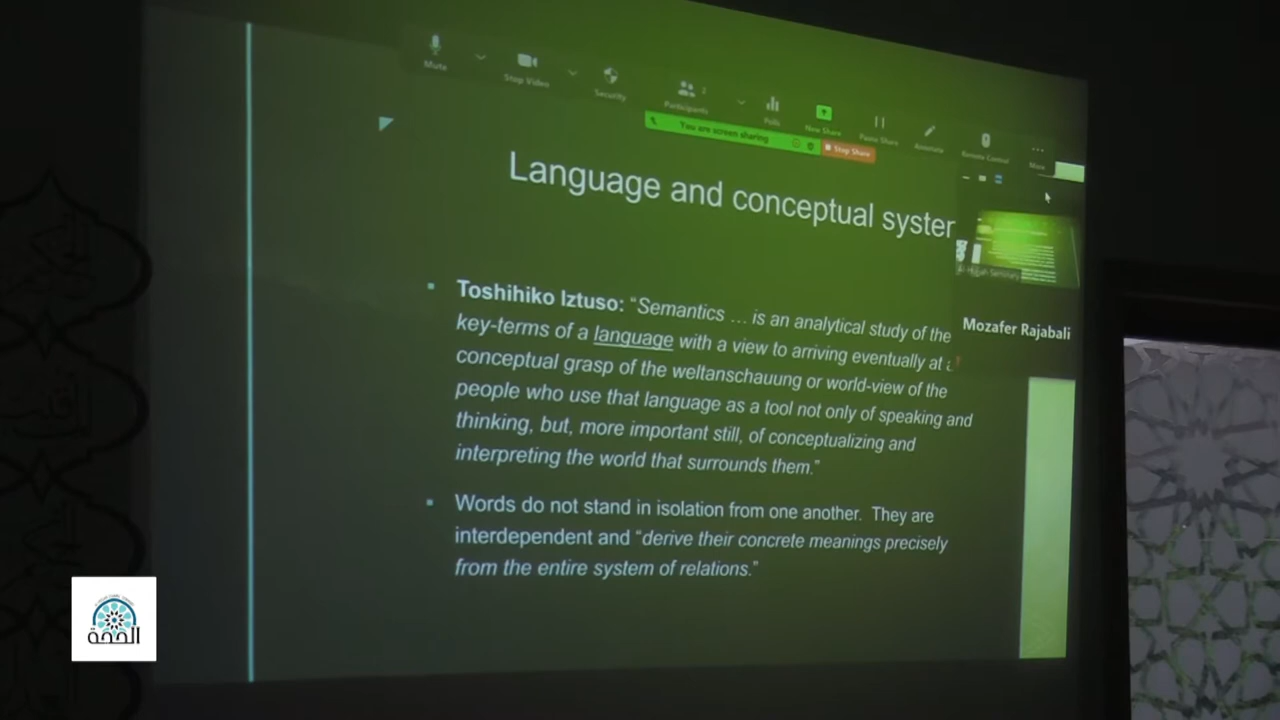 Mute
Stop Video
Security
Participants
2
Polls
New Share
Pause Share
Annotate
Remote Control
More
You are screen sharing
Stop Share
Language and conceptual syster
Al-Hujjah Seminary
Mozafer Rajabali
Toshihiko Iztuso: “Semantics … is an analytical study of the
key-terms of a language with a view to arriving eventually at a
conceptual grasp of the weltanschauung or world-view of the
people who use that language as a tool not only of speaking and
thinking, but, more important still, of conceptualizing and
interpreting the world that surrounds them.”
Words do not stand in isolation from one another. They are
interdependent and “derive their concrete meanings precisely
from the entire system of relations.”
الحجة